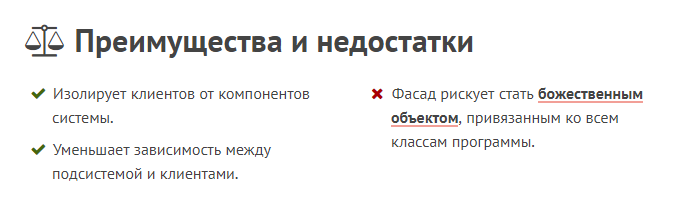 Преимущества и недостатки
Изолирует клиентов от компонентов
системы.
Уменьшает зависимость между
подсистемой и клиентами.
Фасад рискует стать божественным
объектом, привязанным ко всем
классам программы.